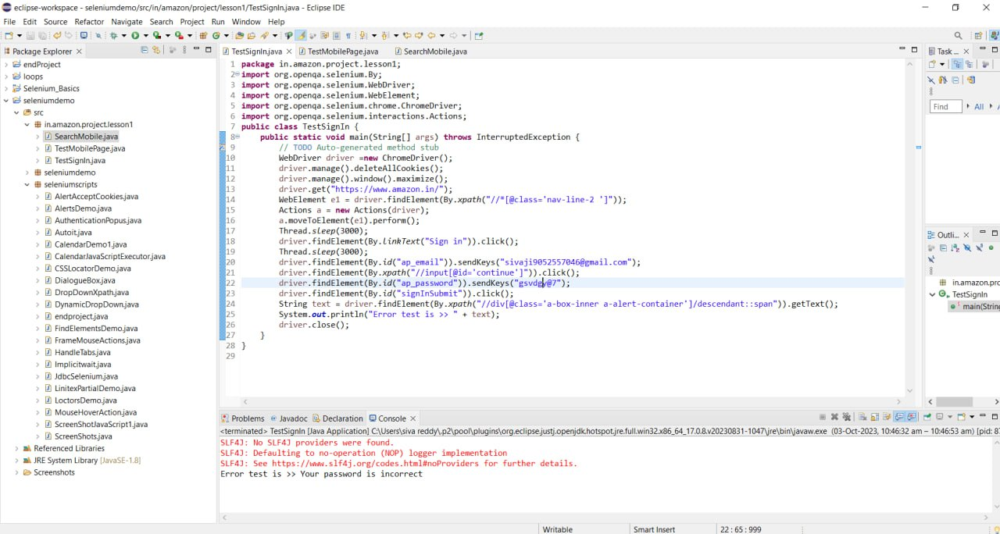 eclipse-workspace - seleniumdemo/src/in/amazon/project/lesson1/TestSignIn.java - Eclipse IDE
File Edit Source Refactor Navigate Search Project Run Window Help
Package Explorer
endProject
loops
Selenium_Basics
seleniumdemo
src
in.amazon.project.lesson1
SearchMobile.java
TestMobilePage.java
TestSignIn.java
seleniumdemo
seleniumscripts
AlertAcceptCookies.java
AlertsDemo.java
AuthenticationPopus.java
Autoit.java
CalendarDemo1.java
CalendarJavaScriptExecutor.java
CSSLocatorDemo.java
DialogueBox.java
DropDownXpath.java
DynamicDropDown.java
endproject.java
FindElementsDemo.java
FrameMouseActions.java
HandleTabs.java
Implicitwait.java
JdbcSelenium.java
LinitexPartialDemo.java
LoctorsDemo.java
MouseHoverAction.java
ScreenShotJavaScript1.java
ScreenShots.java
Referenced Libraries
JRE System Library [JavaSE-1.8]
Screenshots
TestSignIn.java TestMobilePage.java SearchMobile.java
1 package in.amazon.project.lesson1;
2 import org.openqa.selenium.By;
3 import org.openqa.selenium.WebDriver;
4 import org.openqa.selenium.WebElement;
5 import org.openqa.selenium.chrome.ChromeDriver;
6 import org.openqa.selenium.interactions.Actions;
7 public class TestSignIn {
8 public static void main(String[] args) throws InterruptedException {
9 // TODO Auto-generated method stub
10 WebDriver driver =new ChromeDriver();
11 driver.manage().deleteAllCookies();
12 driver.manage().window().maximize();
13 driver.get("https://www.amazon.in/");
14 WebElement e1 = driver.findElement(By.xpath("//*[@class='nav-line-2 ']"));
15 Actions a = new Actions(driver);
16 a.moveToElement(e1).perform();
17 Thread.sleep(3000);
18 driver.findElement(By.linkText("Sign in")).click();
19 Thread.sleep(3000);
20 driver.findElement(By.id("ap_email")).sendKeys("sivaji9052557046@gmail.com");
21 driver.findElement(By.xpath("//input[@id='continue']")).click();
22 driver.findElement(By.id("ap_password")).sendKeys("gsvdgy@7");
23 driver.findElement(By.id("signInSubmit")).click();
24 String text = driver.findElement(By.xpath("//div[@class='a-box-inner a-alert-container']/descendant::span")).getText();
25 System.out.println("Error test is >> " + text);
26 driver.close();
27 }
28 }
29
Task ...
Find All
Outli...
in.amazon.pro
TestSignIn
main(String
Problems Javadoc Declaration Console
<terminated> TestSignIn [Java Application] C:\Users\siva reddy\.p2\pool\plugins\org.eclipse.justj.openjdk.hotspot.jre.full.win32.x86_64_17.0.8.v20230831-1047\jre\bin\javaw.exe (03-Oct-2023, 10:46:32 am – 10:46:53 am) [pid: 8
SLF4J: No SLF4J providers were found.
SLF4J: Defaulting to no-operation (NOP) logger implementation
SLF4J: See https://www.slf4j.org/codes.html#noProviders for further details.
Error test is >> Your password is incorrect
Writable Smart Insert 22 : 65 : 999